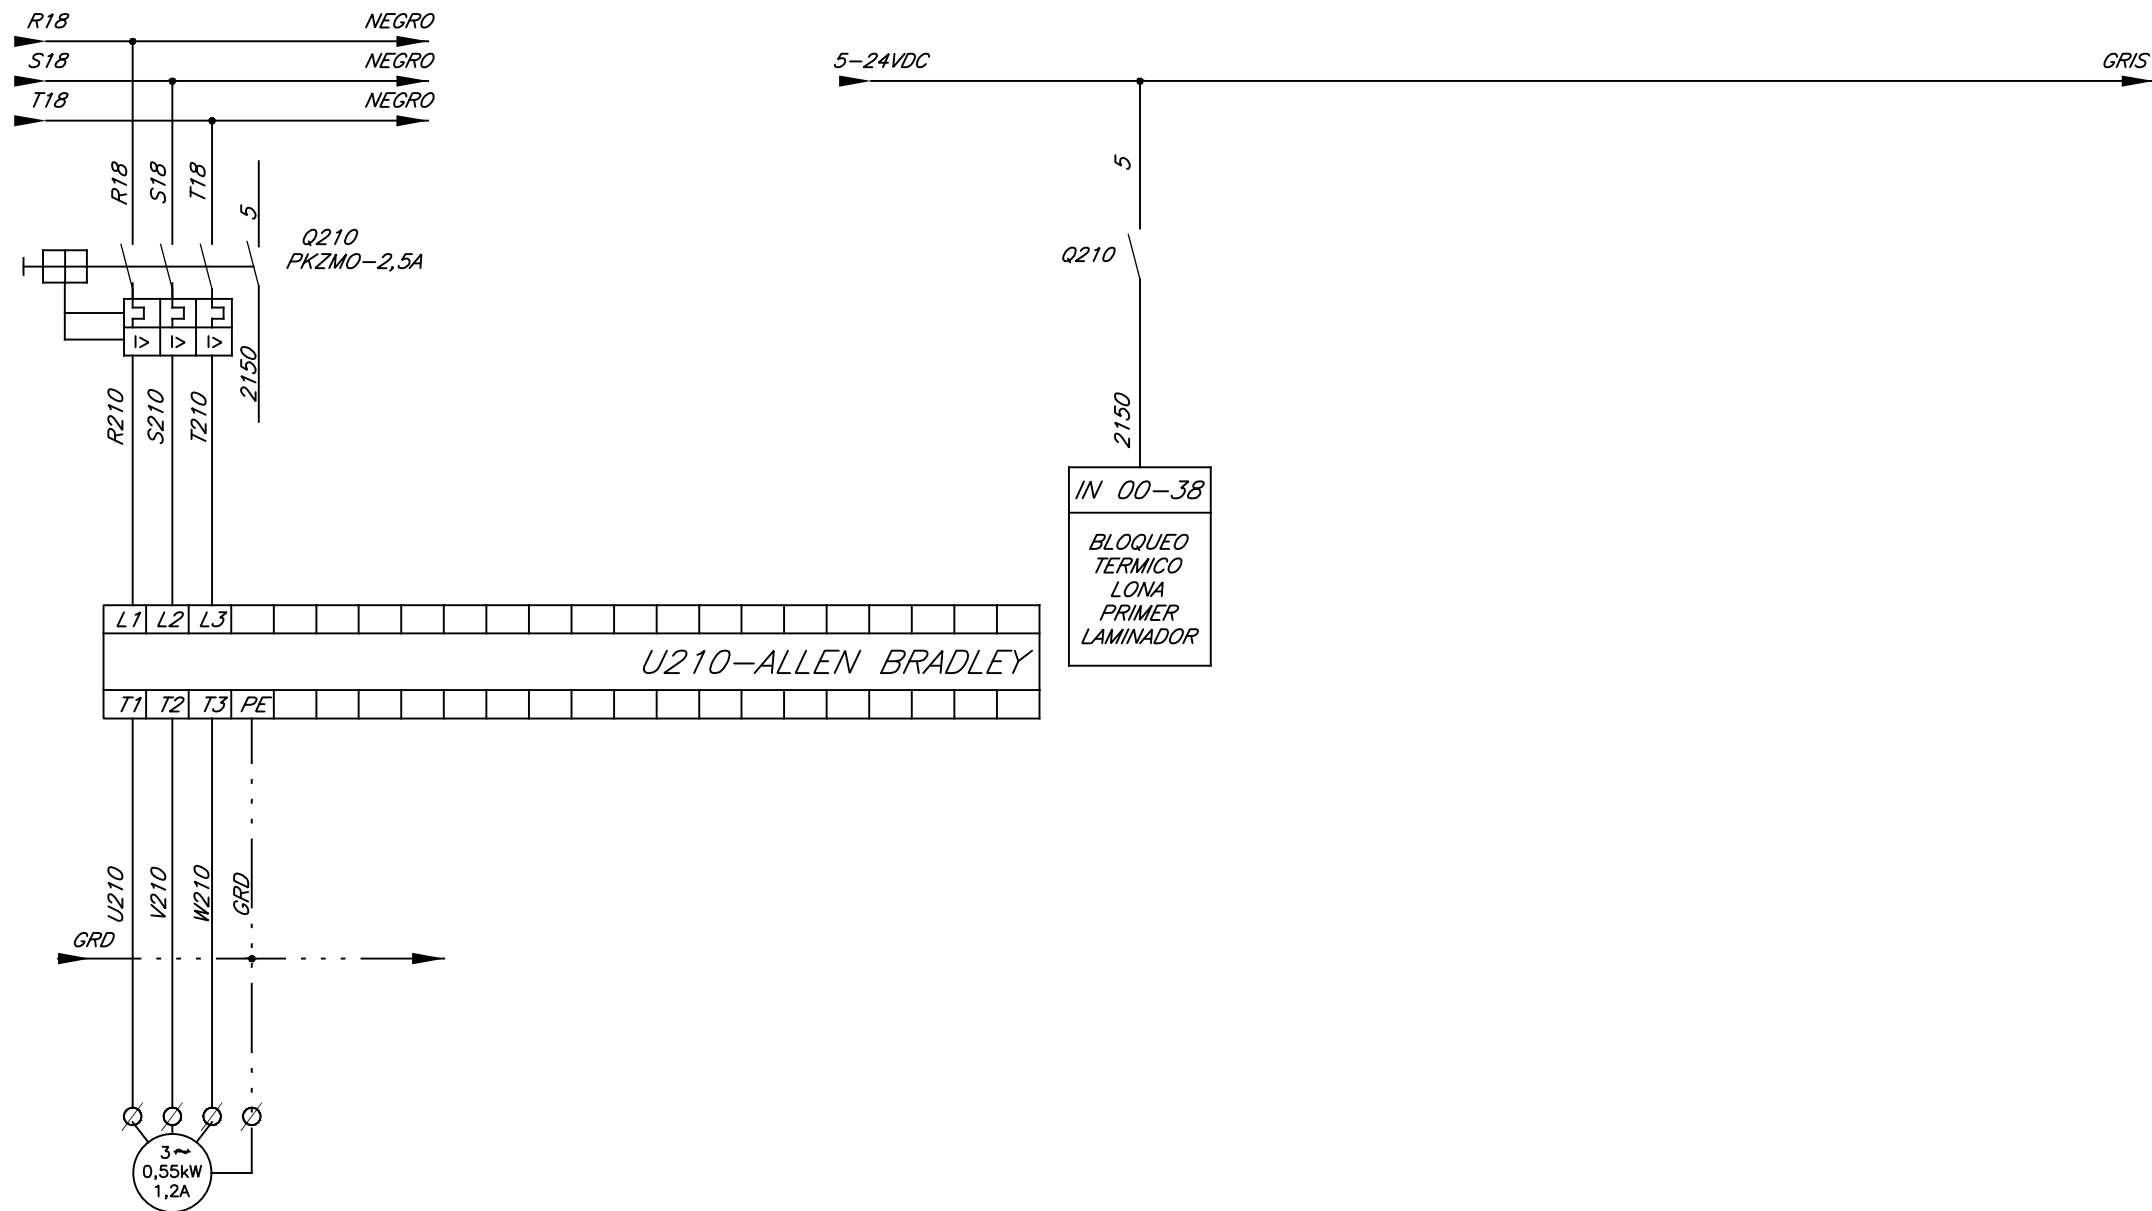 R18 NEGRO
S18 NEGRO
T18 NEGRO
5-24VDC GRIS
R18 S18 T18 5
Q210
PKZMO-2,5A
I> I> I>
R210 S210 T210 2150
5
Q210
2150
IN 00-38
BLOQUEO
TERMICO
LONA
PRIMER
LAMINADOR
L1 L2 L3
U210-ALLEN BRADLEY
T1 T2 T3 PE
U210 V210 W210 GRD
GRD
3~
0,55kW
1,2A